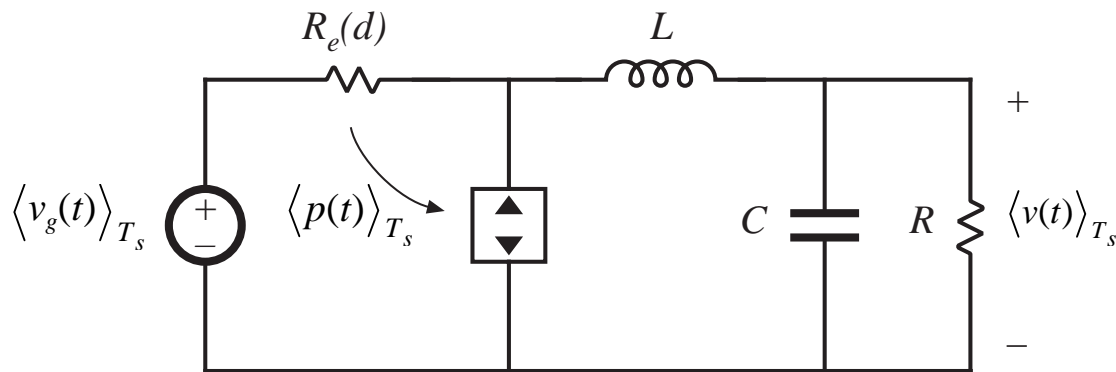 R_e(d)
L
+
⟨v_g(t)⟩_{T_s}
+
−
⟨p(t)⟩_{T_s}
C
R
⟨v(t)⟩_{T_s}
−